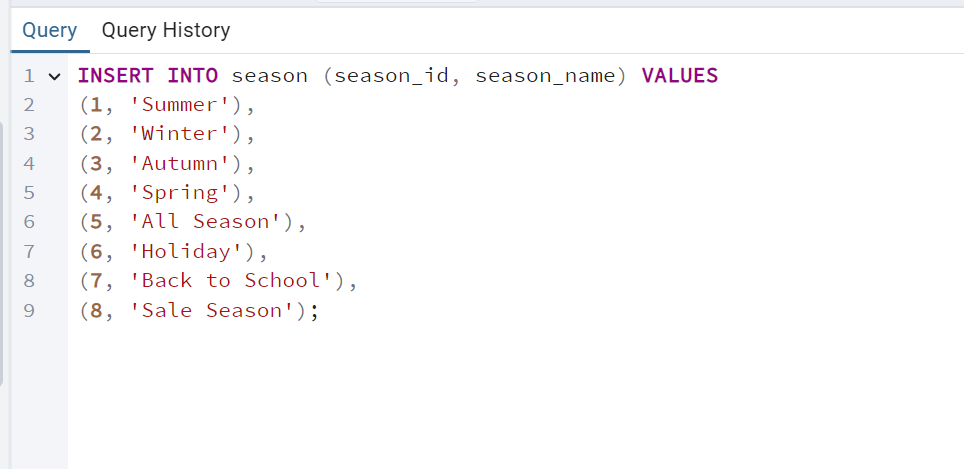 Query Query History
1 INSERT INTO season (season_id, season_name) VALUES
2 (1, 'Summer'),
3 (2, 'Winter'),
4 (3, 'Autumn'),
5 (4, 'Spring'),
6 (5, 'All Season'),
7 (6, 'Holiday'),
8 (7, 'Back to School'),
9 (8, 'Sale Season');